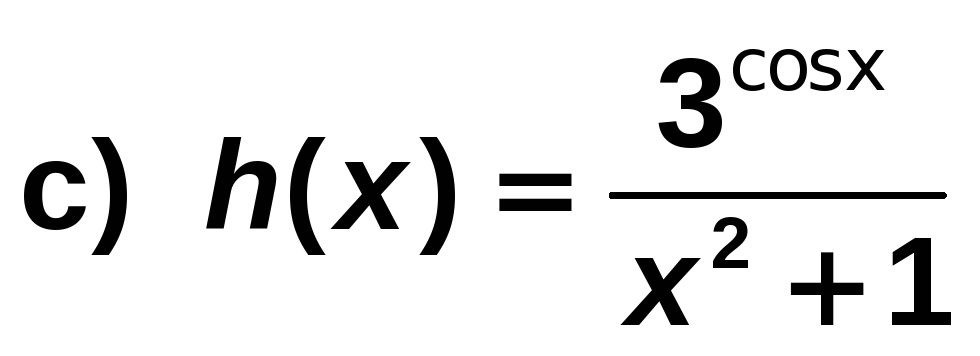 c) h(x) = 3^cosx / x^2 + 1